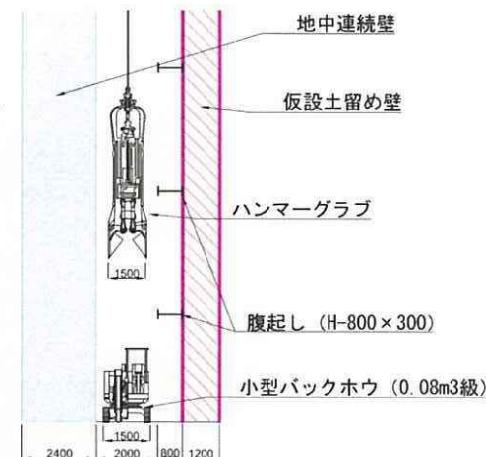 地中連続壁
仮設土留め壁
ハンマーグラブ
1500
腹起し (H-800×300)
小型バックホウ (0.08m3級)
1500
2400 2000 800 1200